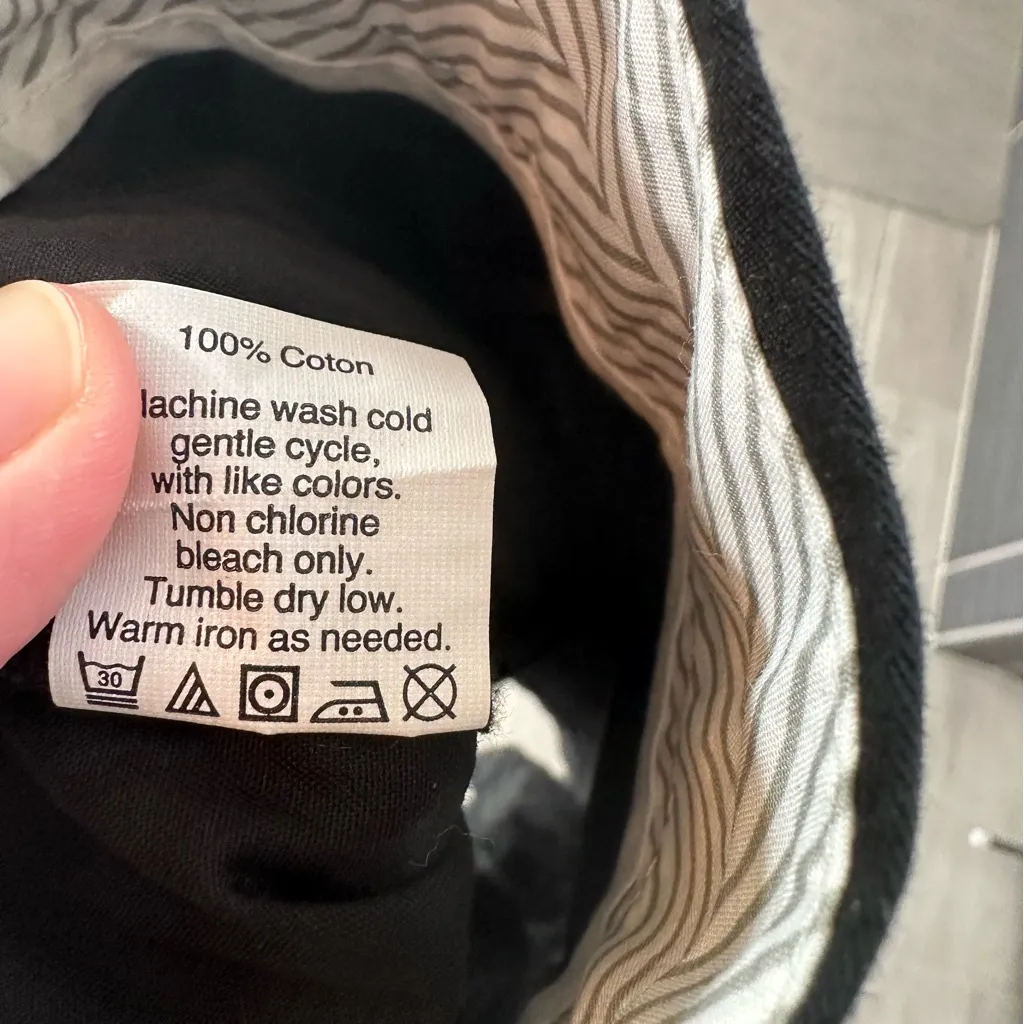 100% Coton
lachine wash cold
gentle cycle,
with like colors.
Non chlorine
bleach only.
Tumble dry low.
Warm iron as needed.
30